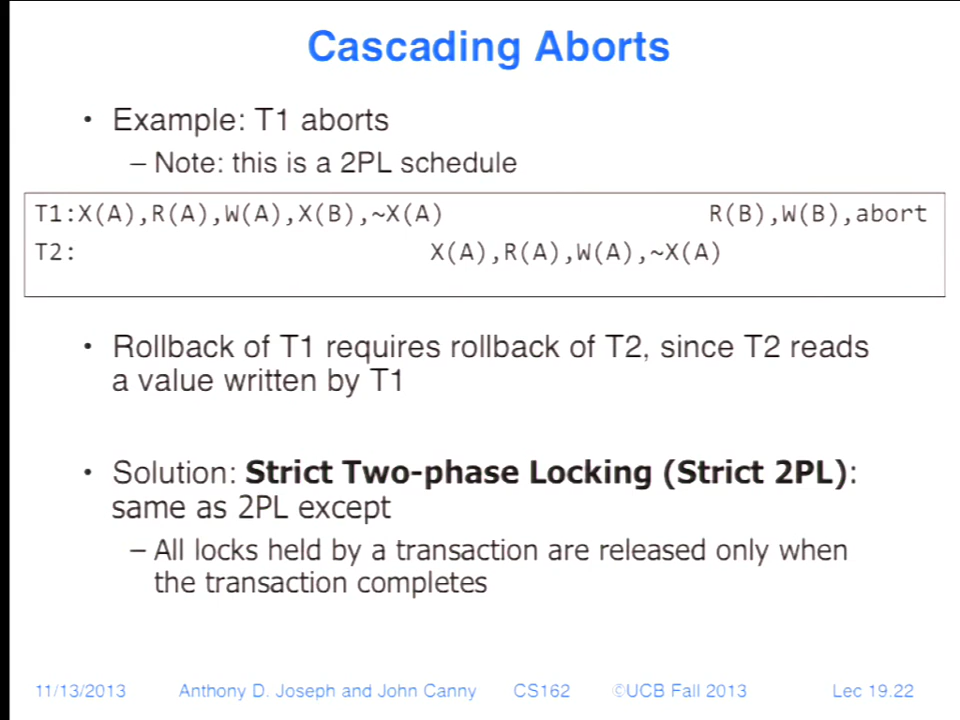 Cascading Aborts
• Example: T1 aborts
– Note: this is a 2PL schedule
T1:X(A),R(A),W(A),X(B),~X(A) R(B),W(B),abort
T2: X(A),R(A),W(A),~X(A)
• Rollback of T1 requires rollback of T2, since T2 reads
a value written by T1
• Solution: Strict Two-phase Locking (Strict 2PL):
same as 2PL except
– All locks held by a transaction are released only when
the transaction completes
11/13/2013 Anthony D. Joseph and John Canny CS162 ©UCB Fall 2013 Lec 19.22